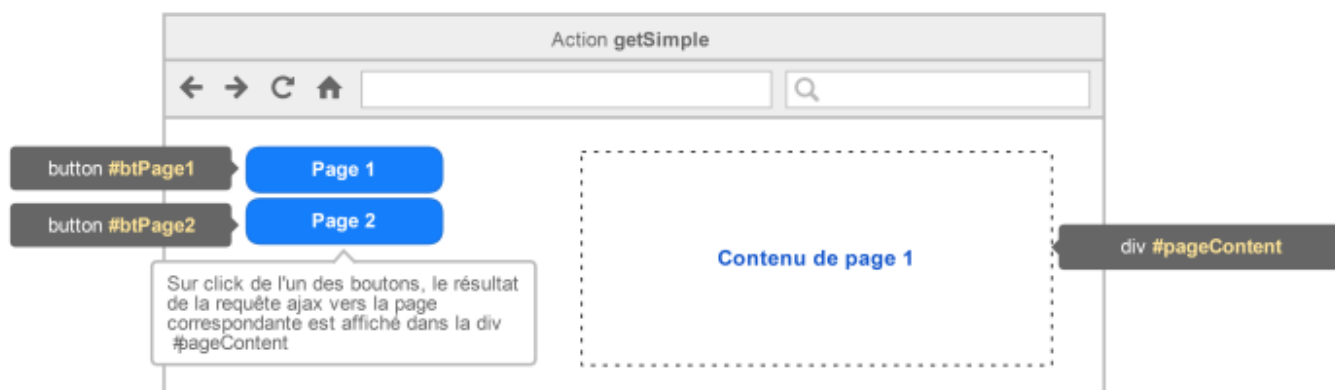 Action getSimple
button #btPage1
Page 1
button #btPage2
Page 2
Sur click de l'un des boutons, le résultat
de la requête ajax vers la page
correspondante est affiché dans la div
#pageContent
Contenu de page 1
div #pageContent